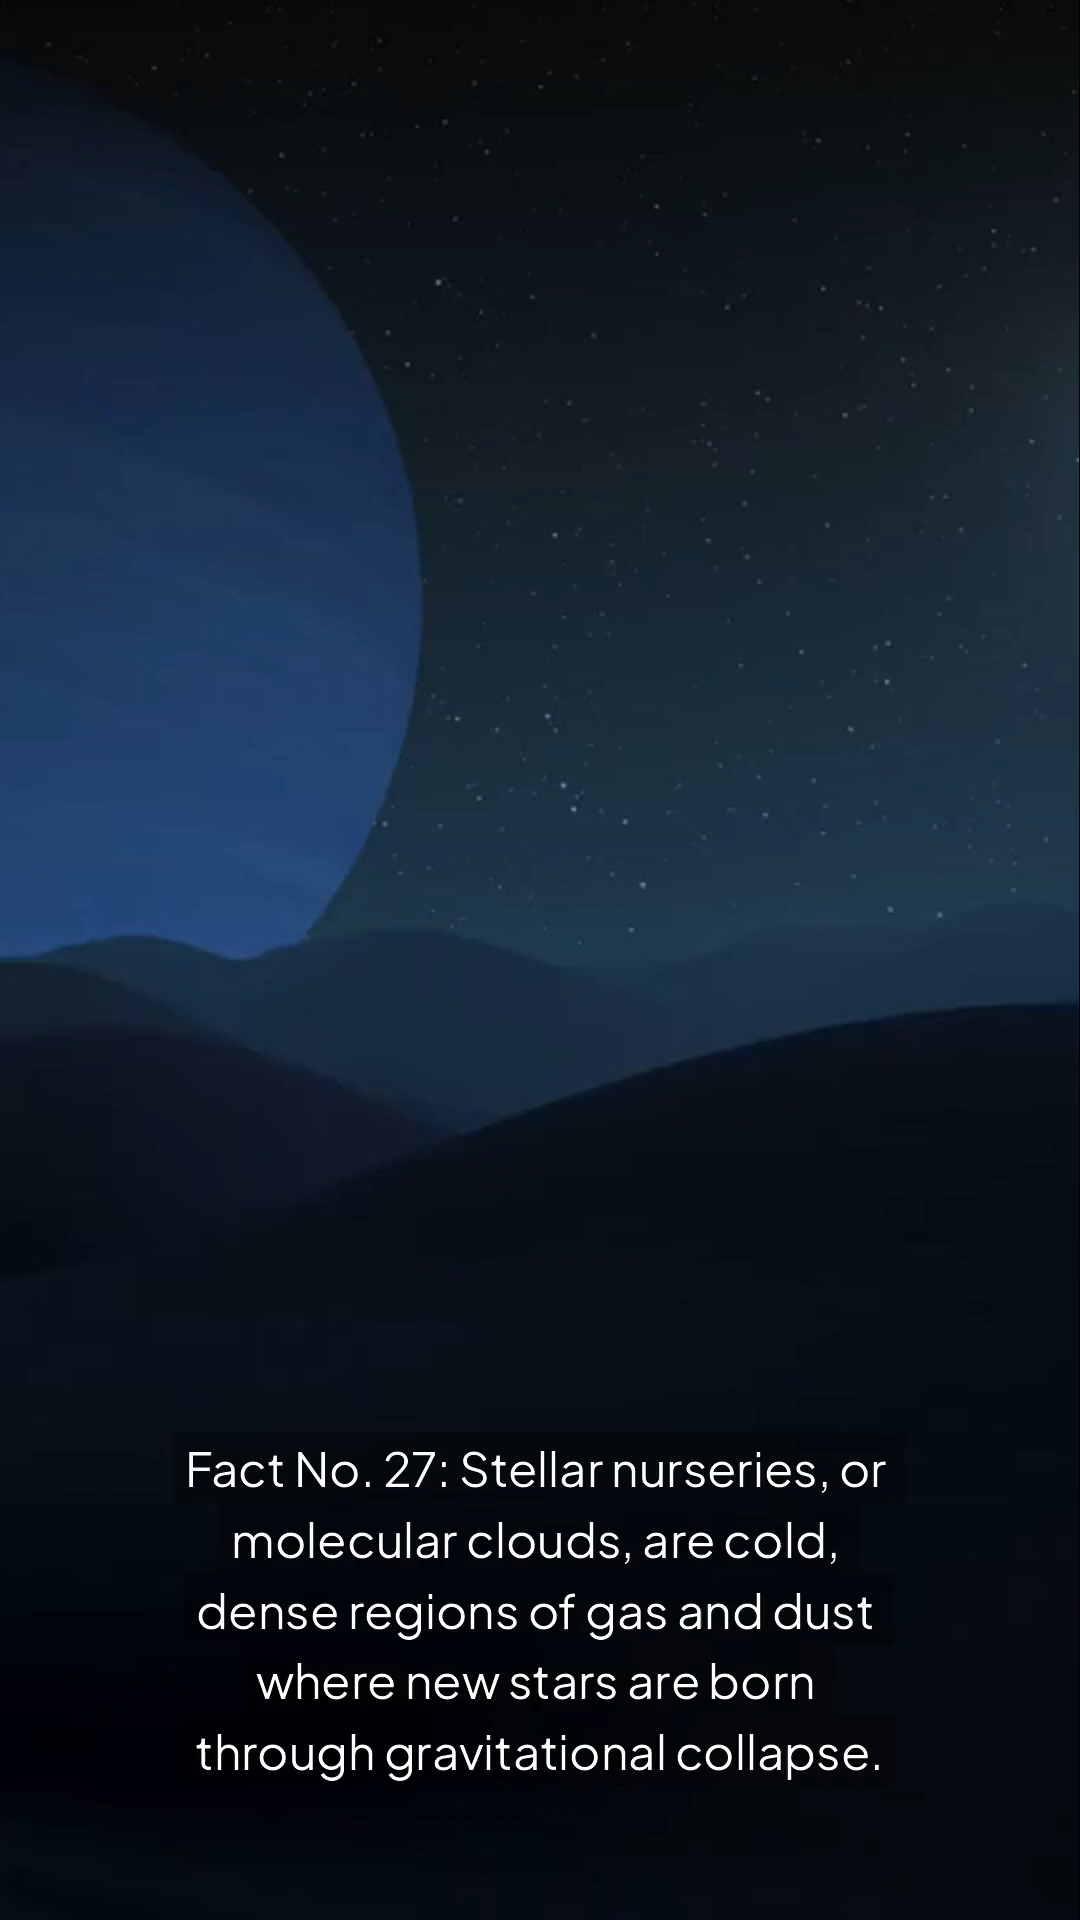 Fact No. 27: Stellar nurseries, or
molecular clouds, are cold,
dense regions of gas and dust
where new stars are born
through gravitational collapse.